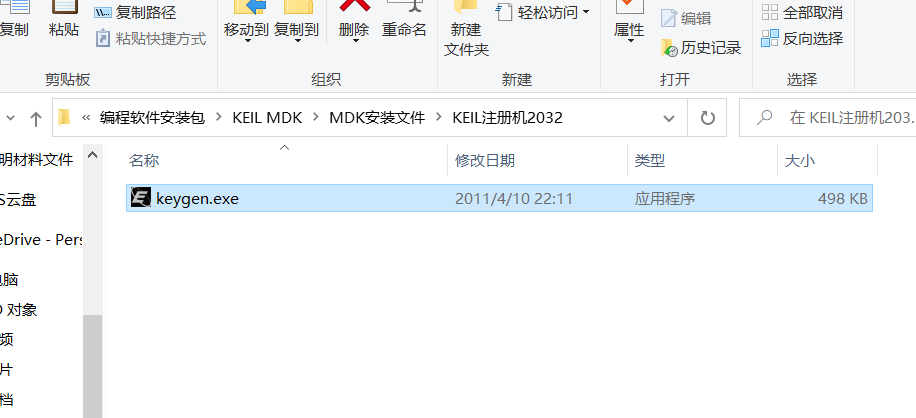 复制
粘贴
复制路径
粘贴快捷方式
移动到
复制到
删除
重命名
新建
文件夹
轻松访问
属性
编辑
历史记录
全部取消
反向选择
剪贴板
组织
新建
打开
选择
« 编程软件安装包 > KEIL MDK > MDK安装文件 > KEIL注册机2032
在 KEIL注册机203...
明材料文件
名称
修改日期
类型
大小
keygen.exe
2011/4/10 22:11
应用程序
498 KB
S云盘
eDrive - Pers
电脑
D 对象
频
片
档